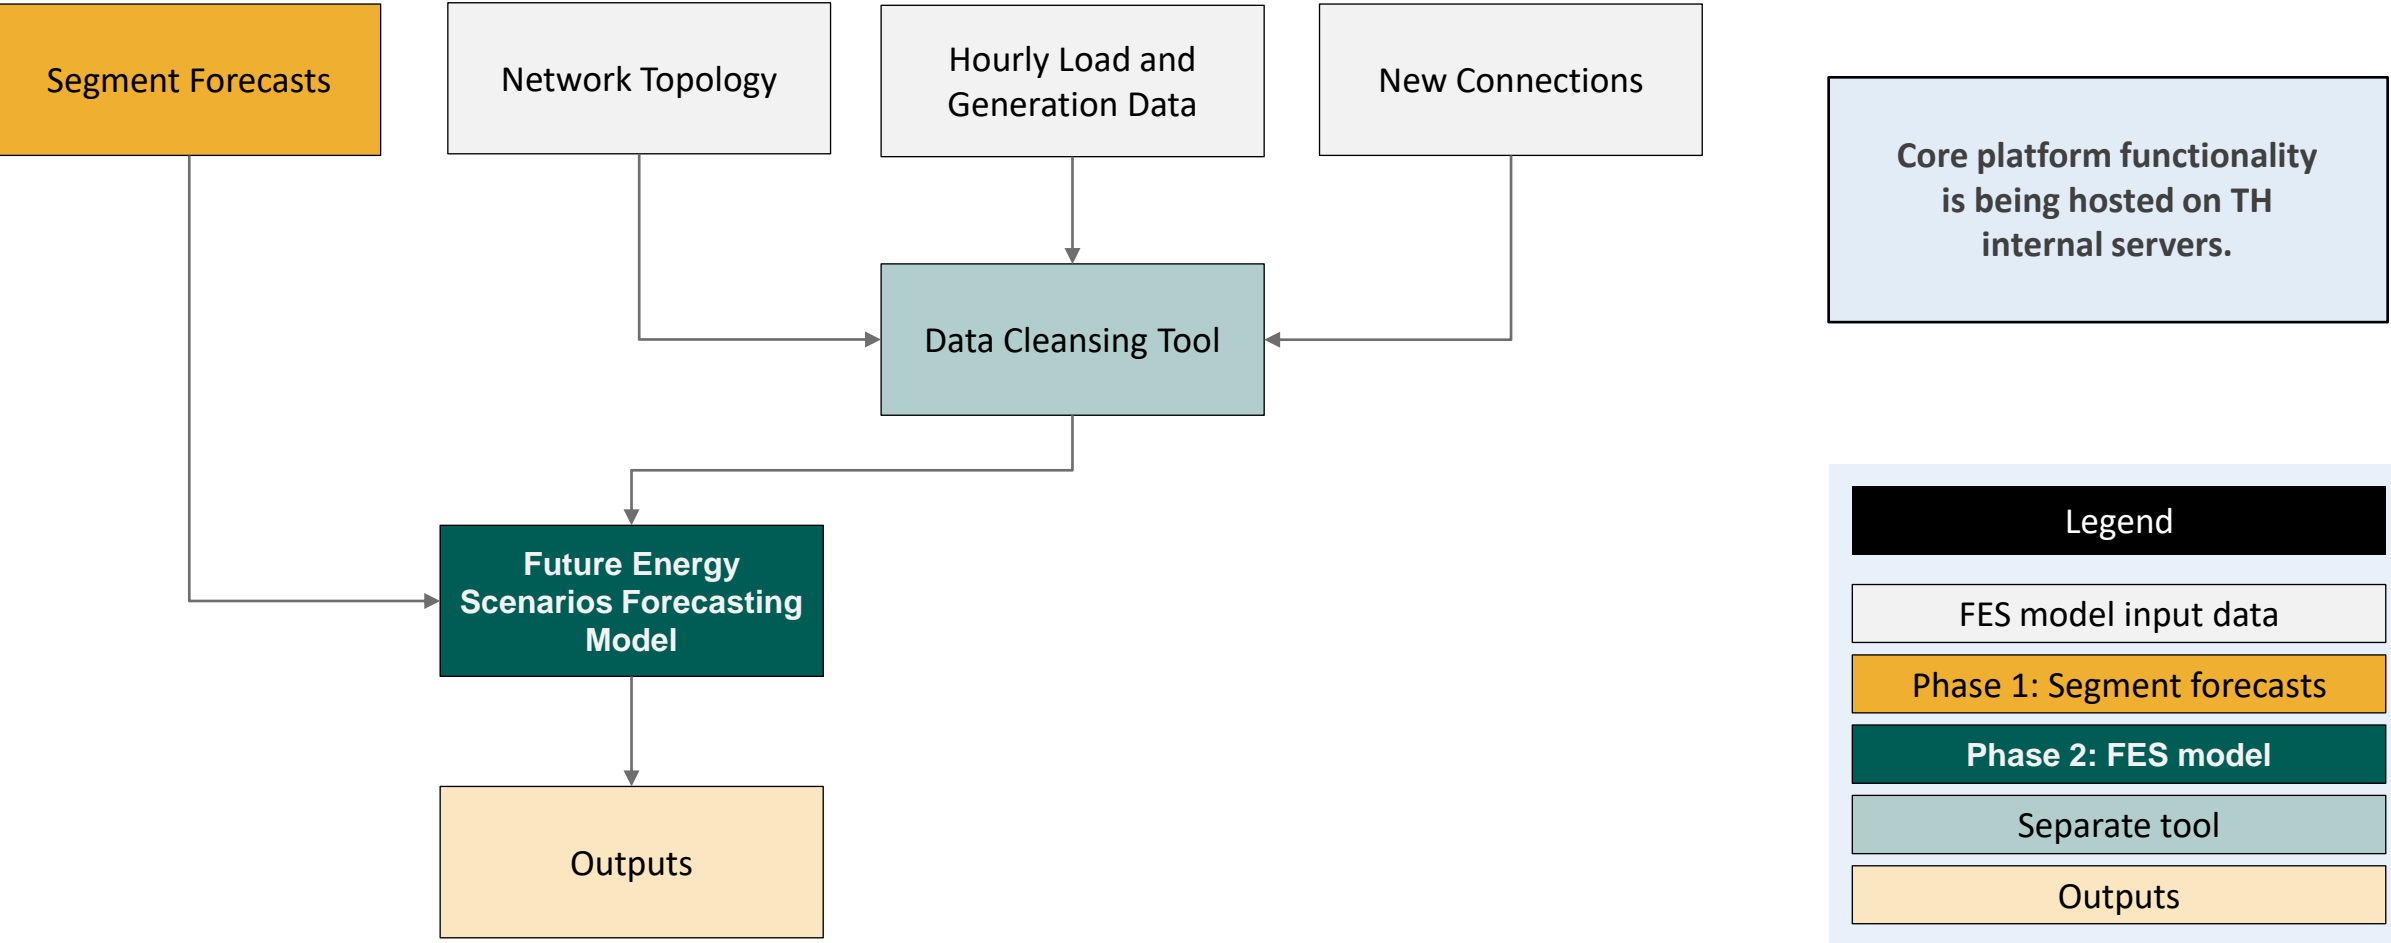 Segment Forecasts
Network Topology
Hourly Load and
Generation Data
New Connections
Core platform functionality
is being hosted on TH
internal servers.
Data Cleansing Tool
Future Energy
Scenarios Forecasting
Model
Outputs
Legend
FES model input data
Phase 1: Segment forecasts
Phase 2: FES model
Separate tool
Outputs